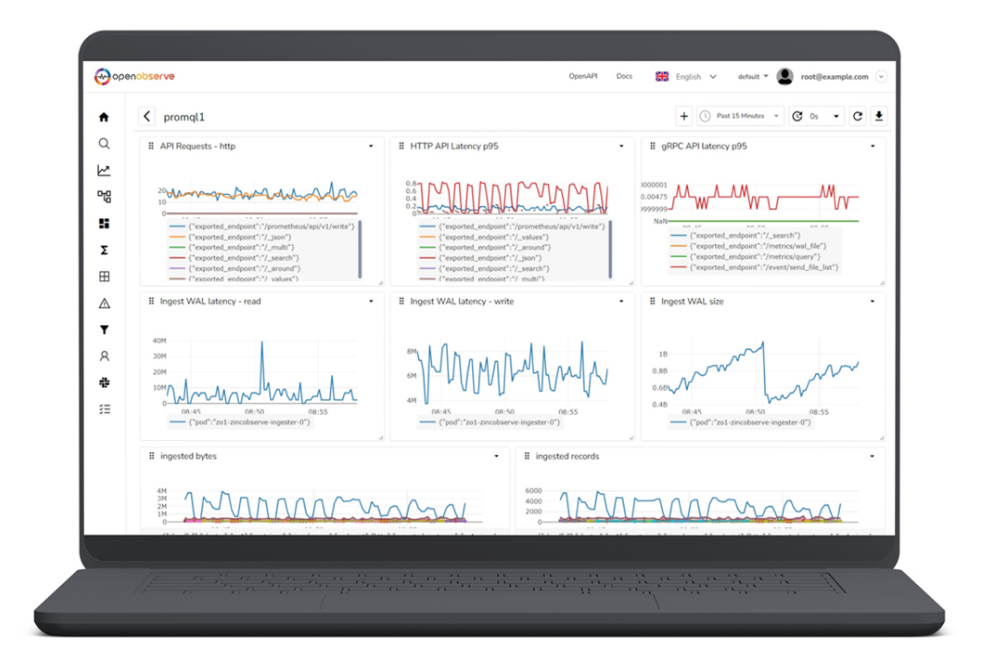 openobserve
OpenAPI Docs English default root@example.com
promql1
Past 15 Minutes 0s
API Requests - http
20
10
0
{"exported_endpoint":"/prometheus/api/v1/write"}
{"exported_endpoint":"/_json"}
{"exported_endpoint":"/_multi"}
{"exported_endpoint":"/_search"}
{"exported_endpoint":"/_around"}
{"exported_endpoint":"/_values"}
HTTP API Latency p95
0.8
0.6
0.4
0.2
0
{"exported_endpoint":"/prometheus/api/v1/write"}
{"exported_endpoint":"/_values"}
{"exported_endpoint":"/_around"}
{"exported_endpoint":"/_json"}
{"exported_endpoint":"/_search"}
{"exported_endpoint":"/_multi"}
gRPC API latency p95
0000001
0.00475
9999999
NaN
{"exported_endpoint":"/_search"}
{"exported_endpoint":"/metrics/wal_file"}
{"exported_endpoint":"/metrics/query"}
{"exported_endpoint":"/event/send_file_list"}
Ingest WAL latency - read
40M
30M
20M
10M
0
08:45 08:50 08:55
{"pod":"zo1-zincobserve-ingester-0"}
Ingest WAL latency - write
8M
6M
4M
08:45 08:50 08:55
{"pod":"zo1-zincobserve-ingester-0"}
Ingest WAL size
1B
0.8B
0.6B
0.4B
08:45 08:50 08:55
{"pod":"zo1-zincobserve-ingester-0"}
ingested bytes
4M
3M
2M
1M
0
ingested records
6000
4000
2000
0